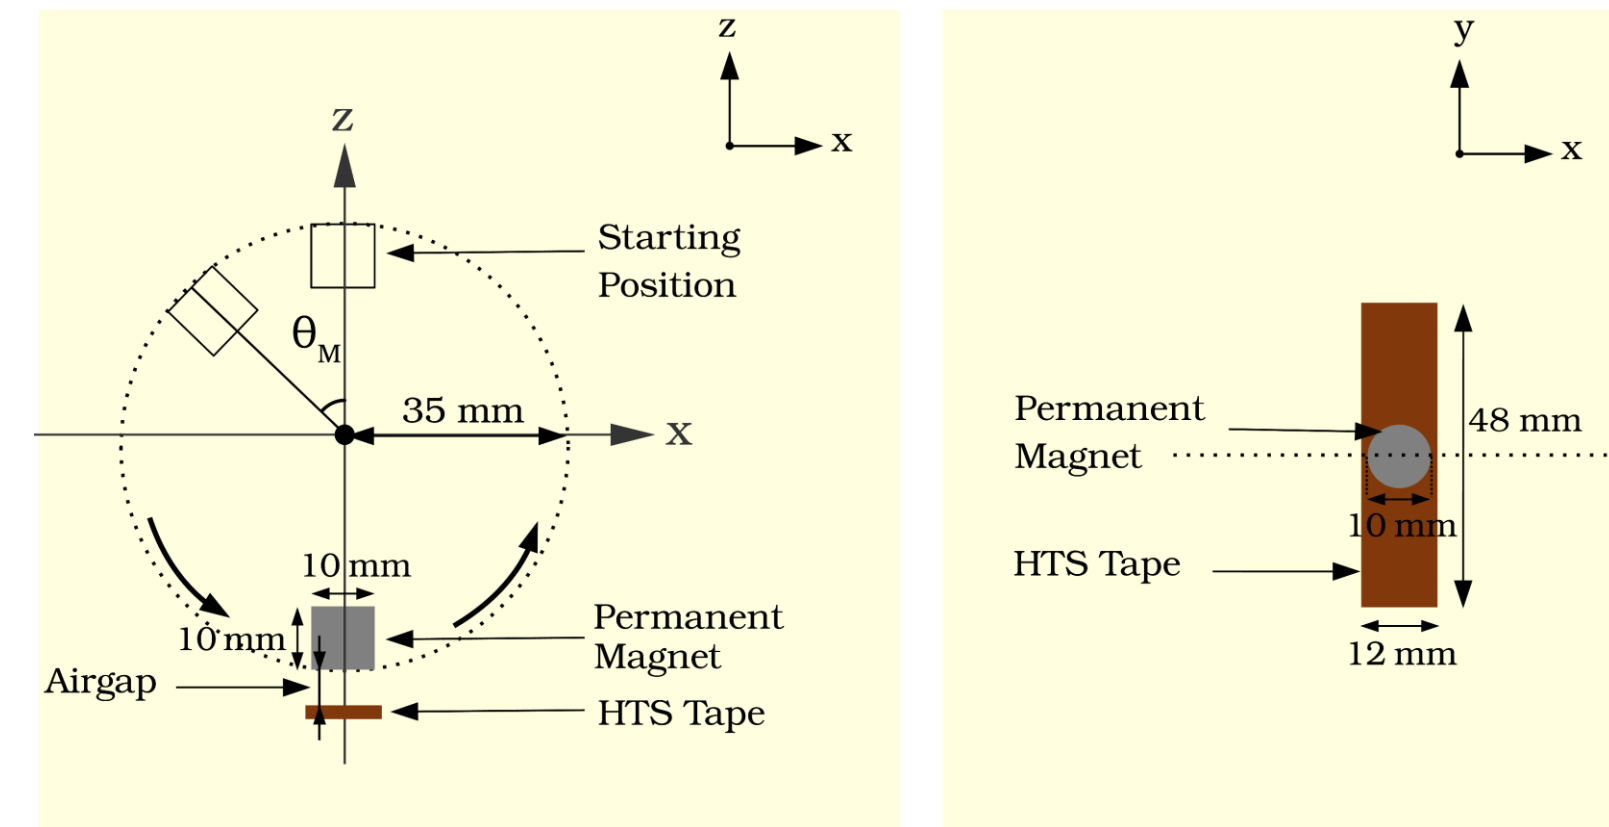 z
x
z
Starting
Position
θM
35 mm
x
10 mm
10 mm
Permanent
Magnet
Airgap
HTS Tape
y
x
Permanent
Magnet
48 mm
10 mm
HTS Tape
12 mm